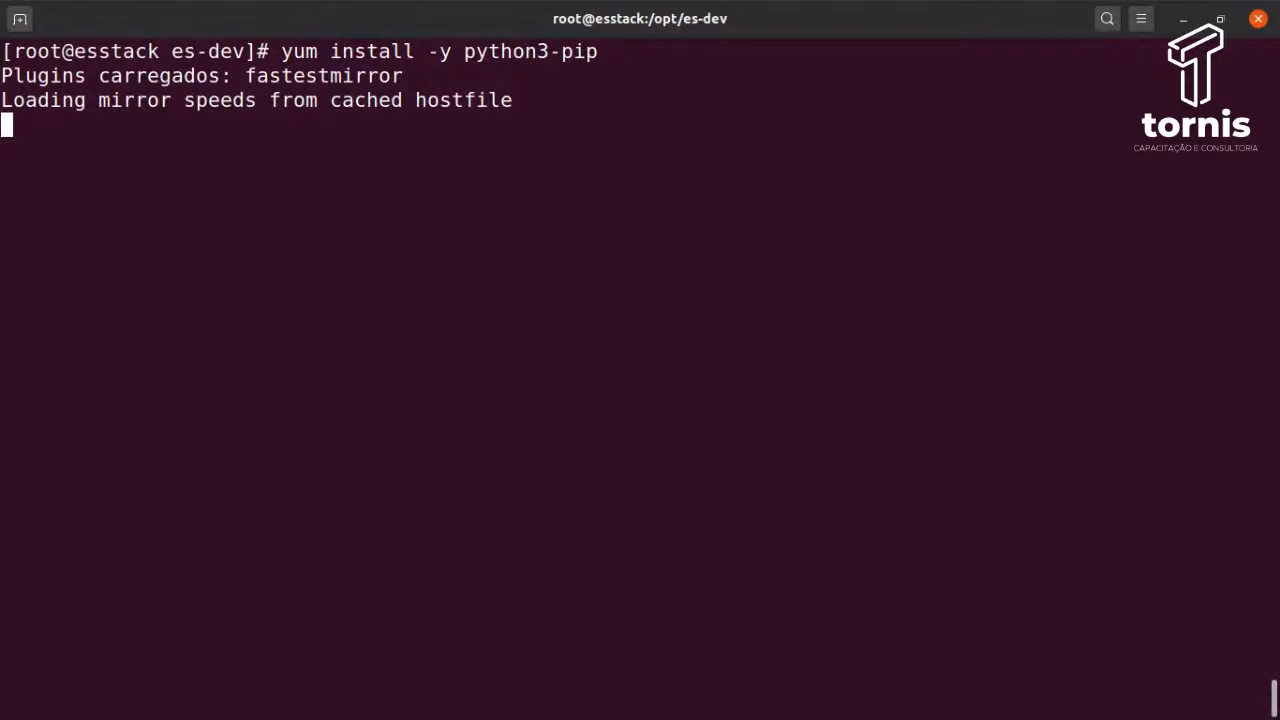 root@esstack:/opt/es-dev
[root@esstack es-dev]# yum install -y python3-pip
Plugins carregados: fastestmirror
Loading mirror speeds from cached hostfile
tornis
CAPACITAÇÃO E CONSULTORIA